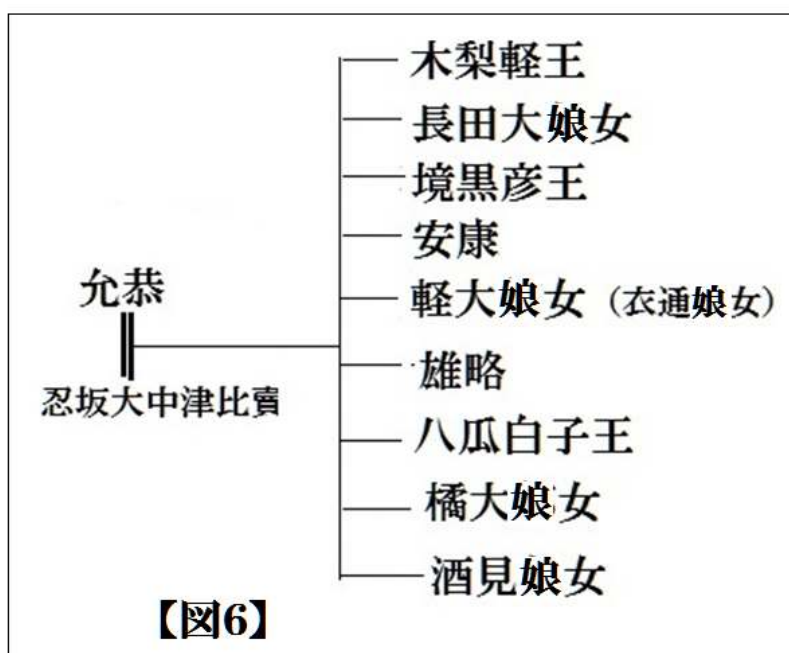 木梨軽王
長田大娘女
境黒彦王
安康
允恭
軽大娘女（衣通娘女）
雄略
忍坂大中津比賣
八瓜白子王
橘大娘女
酒見娘女
【図6】